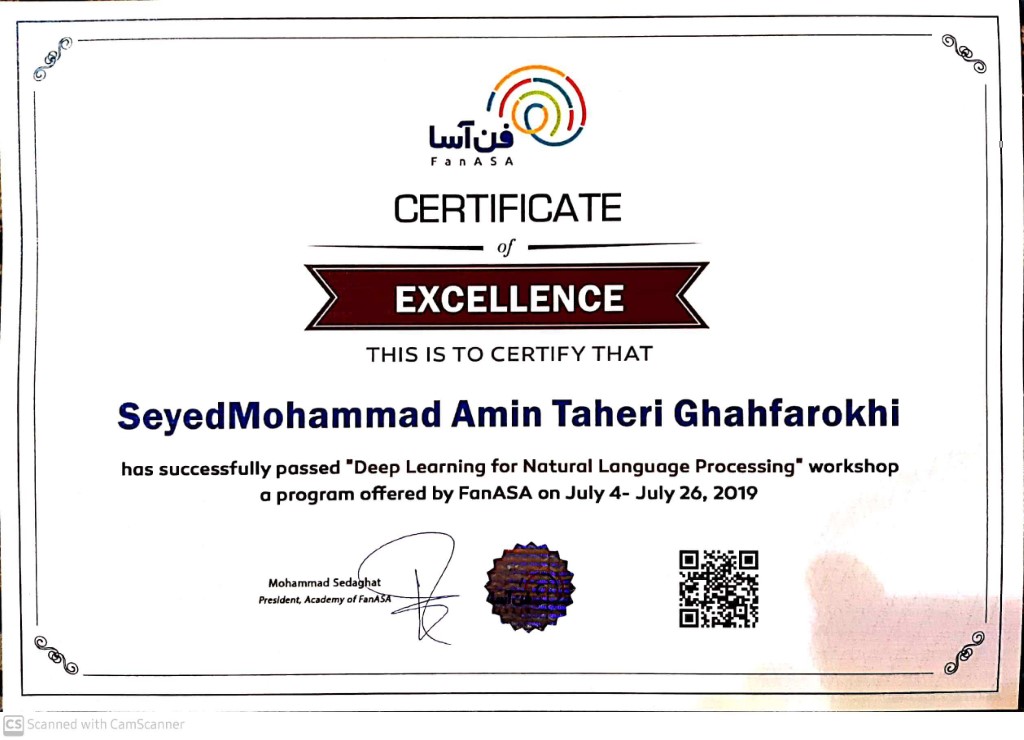 فن آسا
FanASA
CERTIFICATE
of
EXCELLENCE
THIS IS TO CERTIFY THAT
SeyedMohammad Amin Taheri Ghahfarokhi
has successfully passed "Deep Learning for Natural Language Processing" workshop
a program offered by FanASA on July 4- July 26, 2019
Mohammad Sedaghat
President, Academy of FanASA
CS Scanned with CamScanner